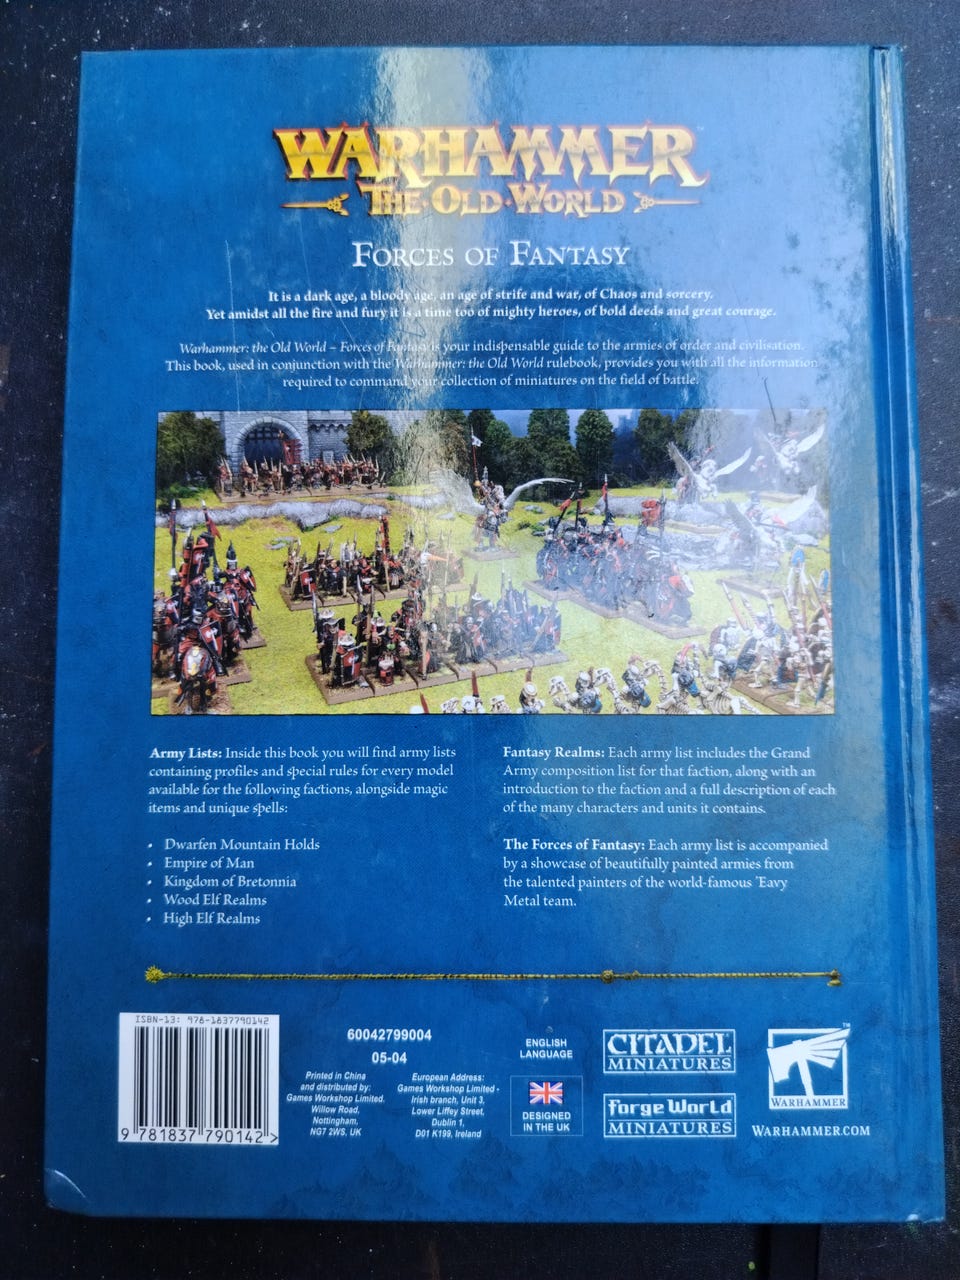 WARHAMMER
THE·OLD·WORLD
FORCES OF FANTASY
It is a dark age, a bloody age, an age of strife and war, of Chaos and sorcery.
Yet amidst all the fire and fury it is a time too of mighty heroes, of bold deeds and great courage.
Warhammer: the Old World – Forces of Fantasy is your indispensable guide to the armies of order and civilisation.
This book, used in conjunction with the Warhammer: the Old World rulebook, provides you with all the information
required to command your collection of miniatures on the field of battle.
Army Lists: Inside this book you will find army lists
containing profiles and special rules for every model
available for the following factions, alongside magic
items and unique spells:
• Dwarfen Mountain Holds
• Empire of Man
• Kingdom of Bretonnia
• Wood Elf Realms
• High Elf Realms
Fantasy Realms: Each army list includes the Grand
Army composition list for that faction, along with an
introduction to the faction and a full description of each
of the many characters and units it contains.
The Forces of Fantasy: Each army list is accompanied
by a showcase of beautifully painted armies from
the talented painters of the world-famous 'Eavy
Metal team.
ISBN-13: 978-1837790142
9 781837 790142 >
60042799004
05-04
Printed in China
and distributed by:
Games Workshop Limited.
Willow Road,
Nottingham,
NG7 2WS, UK
European Address:
Games Workshop Limited -
Irish branch, Unit 3,
Lower Liffey Street,
Dublin 1,
D01 K199, Ireland
ENGLISH
LANGUAGE
DESIGNED
IN THE UK
CITADEL
MINIATURES
Forge World
MINIATURES
™
WARHAMMER
WARHAMMER.COM